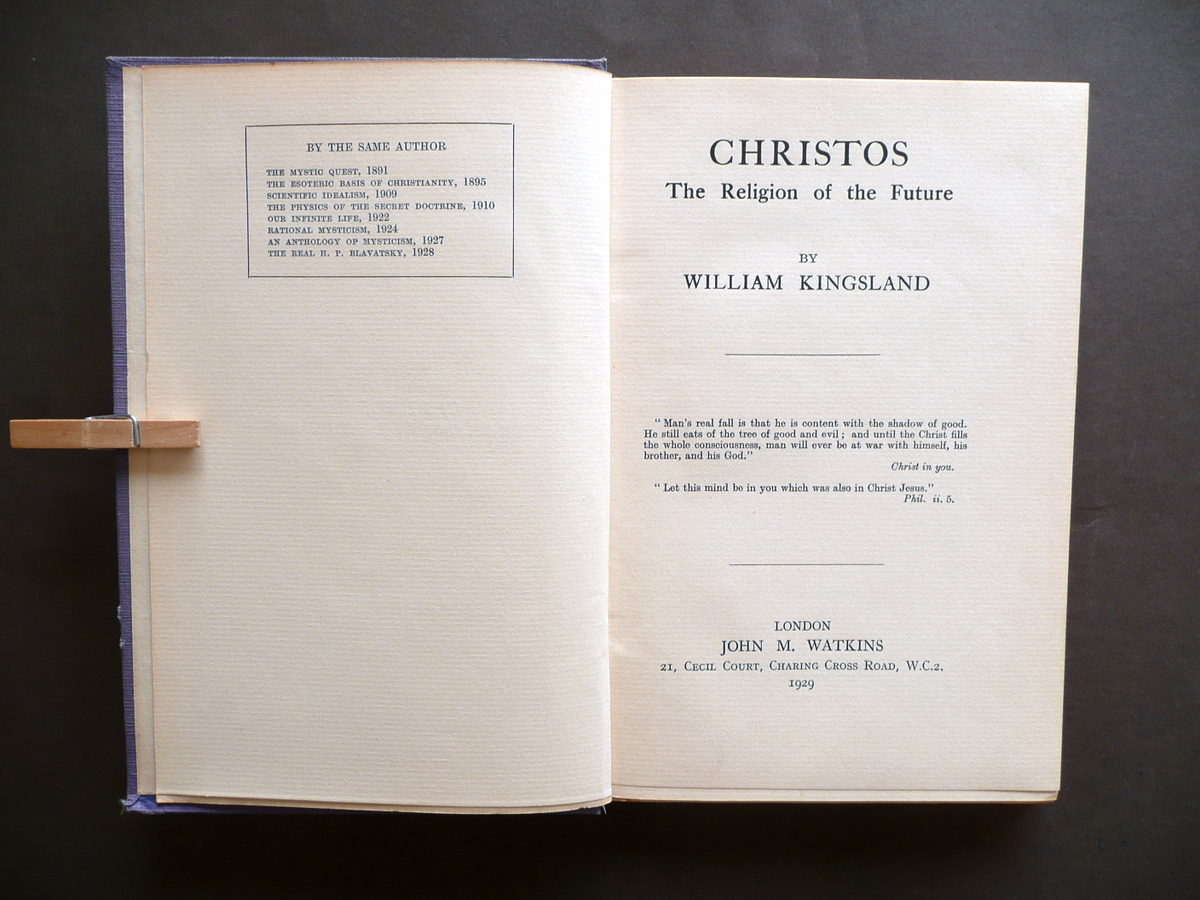 BY THE SAME AUTHOR
THE MYSTIC QUEST, 1891
THE ESOTERIC BASIS OF CHRISTIANITY, 1895
SCIENTIFIC IDEALISM, 1909
THE PHYSICS OF THE SECRET DOCTRINE, 1910
OUR INFINITE LIFE, 1922
RATIONAL MYSTICISM, 1924
AN ANTHOLOGY OF MYSTICISM, 1927
THE REAL H. P. BLAVATSKY, 1928
CHRISTOS
The Religion of the Future
BY
WILLIAM KINGSLAND
“ Man's real fall is that he is content with the shadow of good.
He still eats of the tree of good and evil ; and until the Christ fills
the whole consciousness, man will ever be at war with himself, his
brother, and his God.”
Christ in you.
“ Let this mind be in you which was also in Christ Jesus.”
Phil. ii. 5.
LONDON
JOHN M. WATKINS
21, CECIL COURT, CHARING CROSS ROAD, W.C.2.
1929